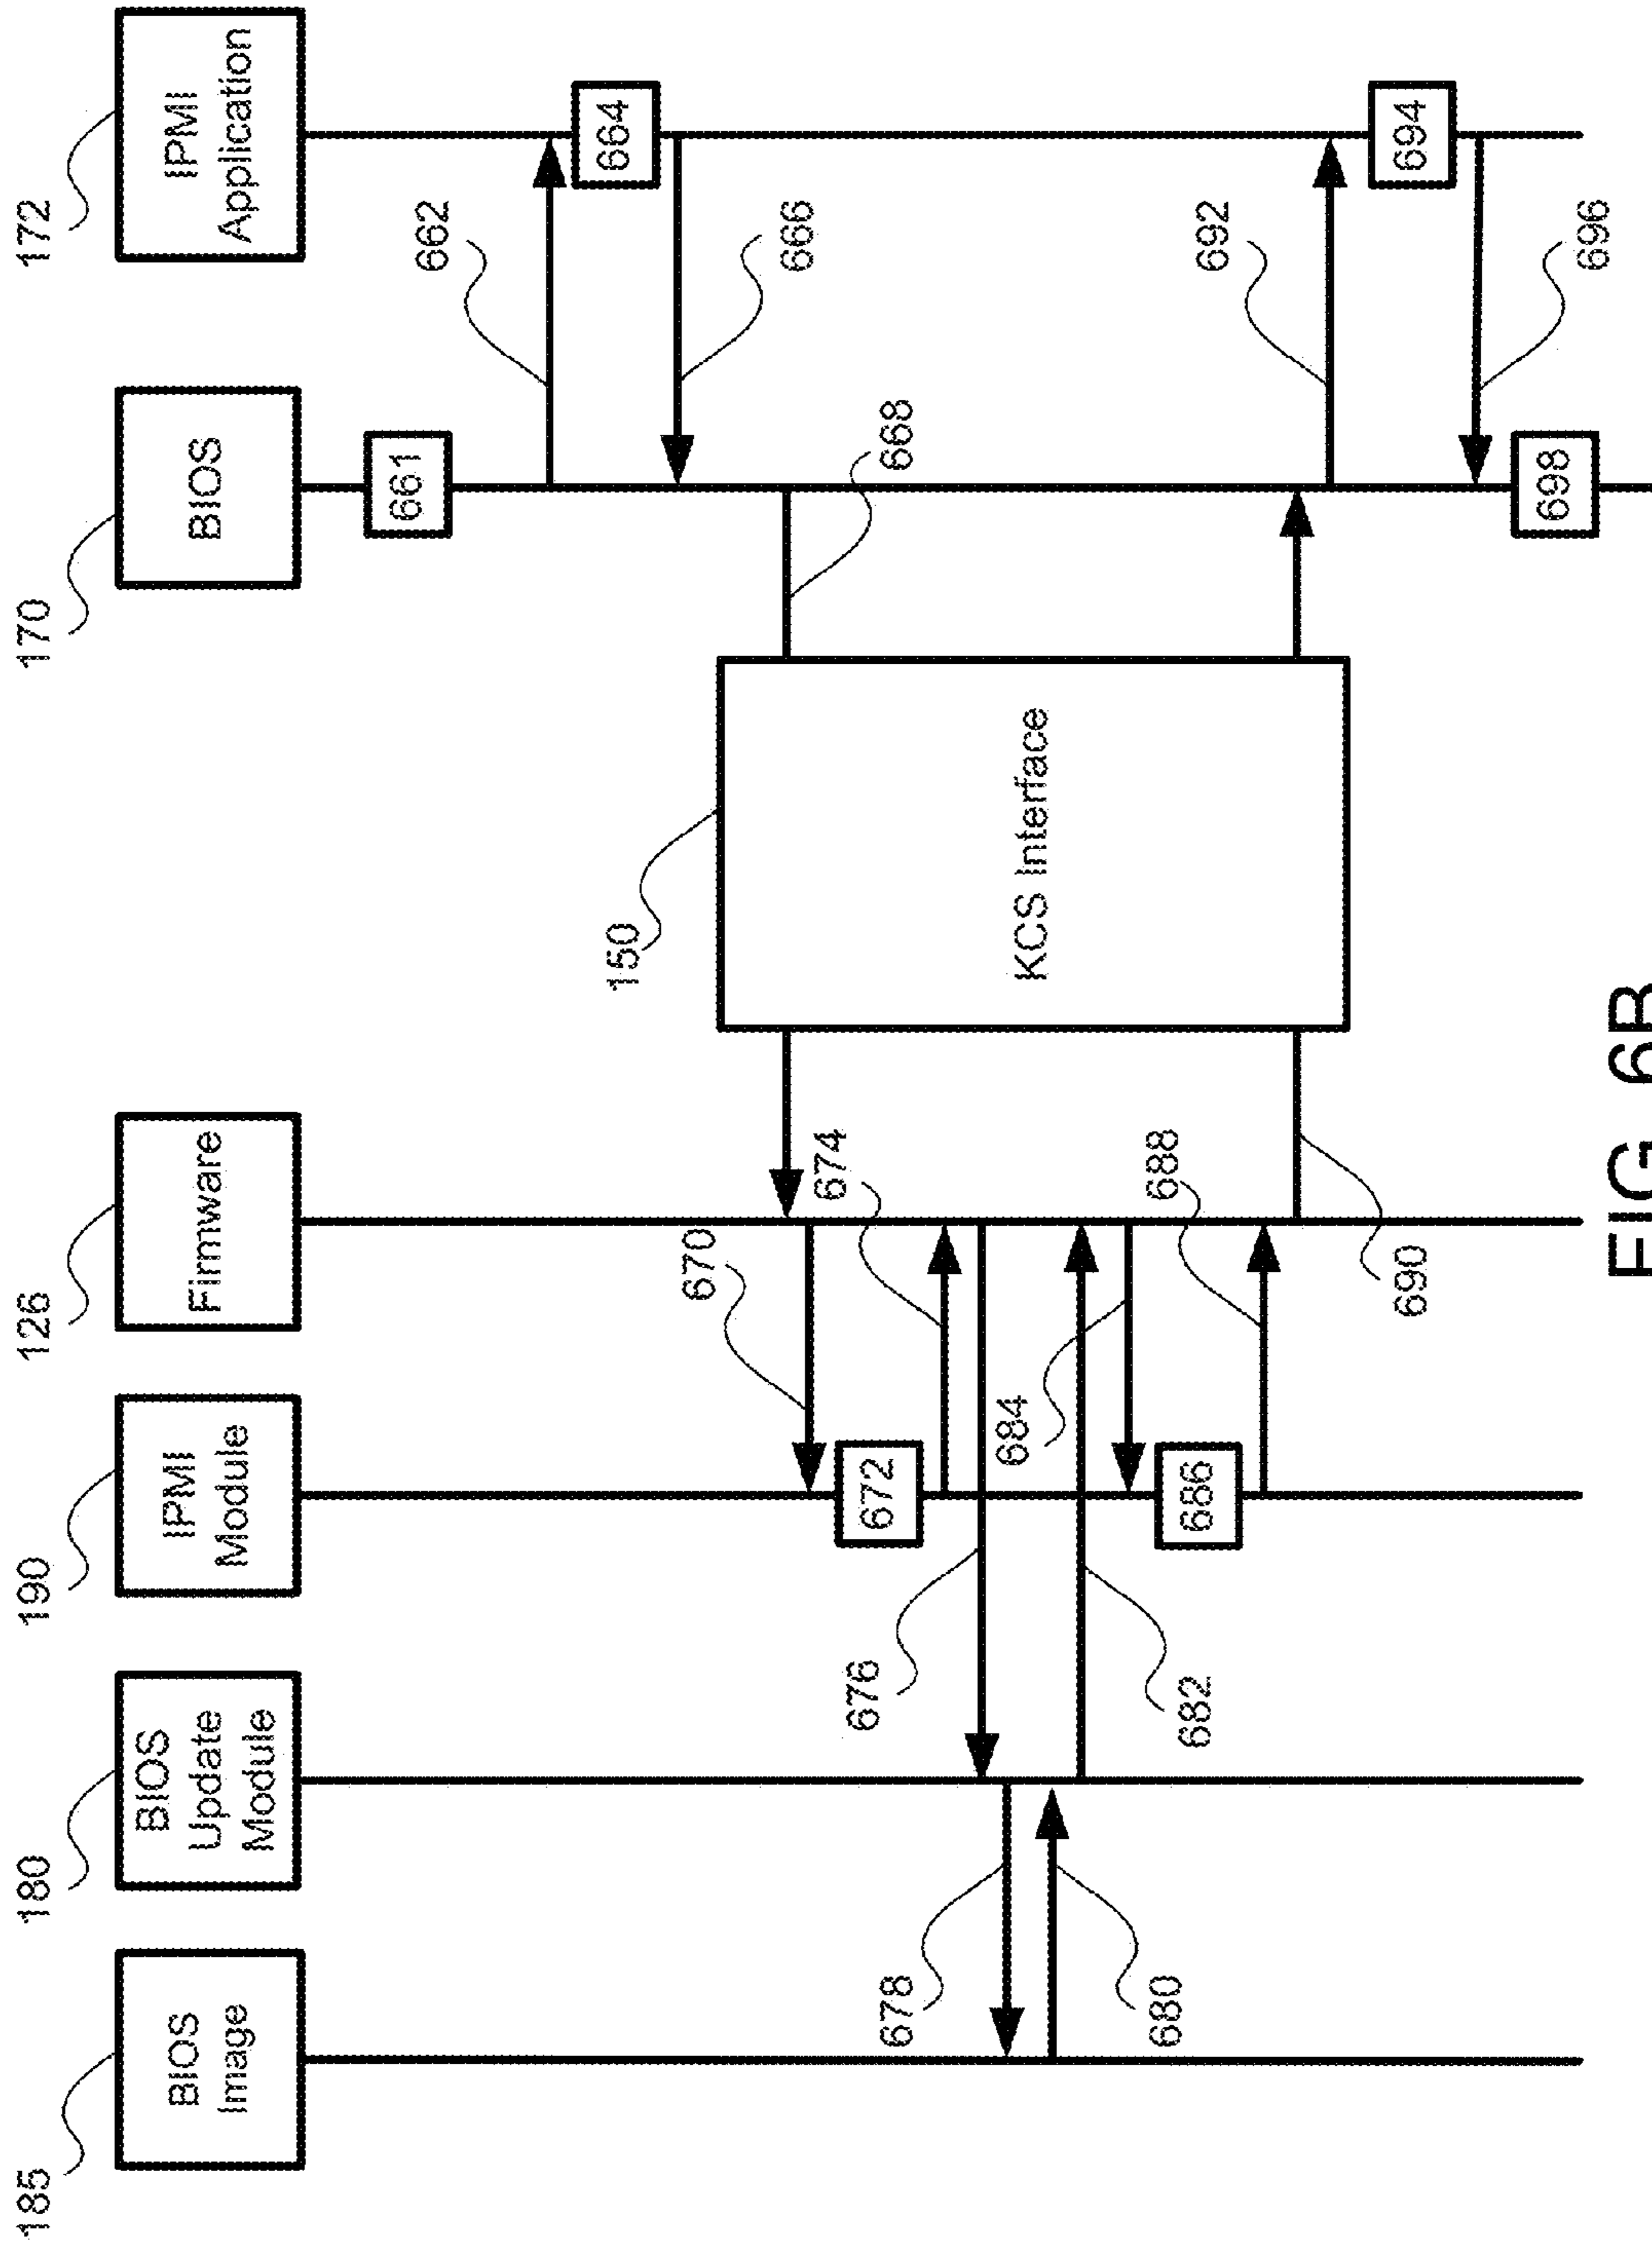 185
180
190
126
170
172
BIOS
Image
BIOS
Update
Module
IPMI
Module
Firmware
BIOS
IPMI
Application
661
662
664
666
150
KCS Interface
668
670
672
674
676
678
680
682
684
686
688
690
692
694
696
698
FIG. 6B